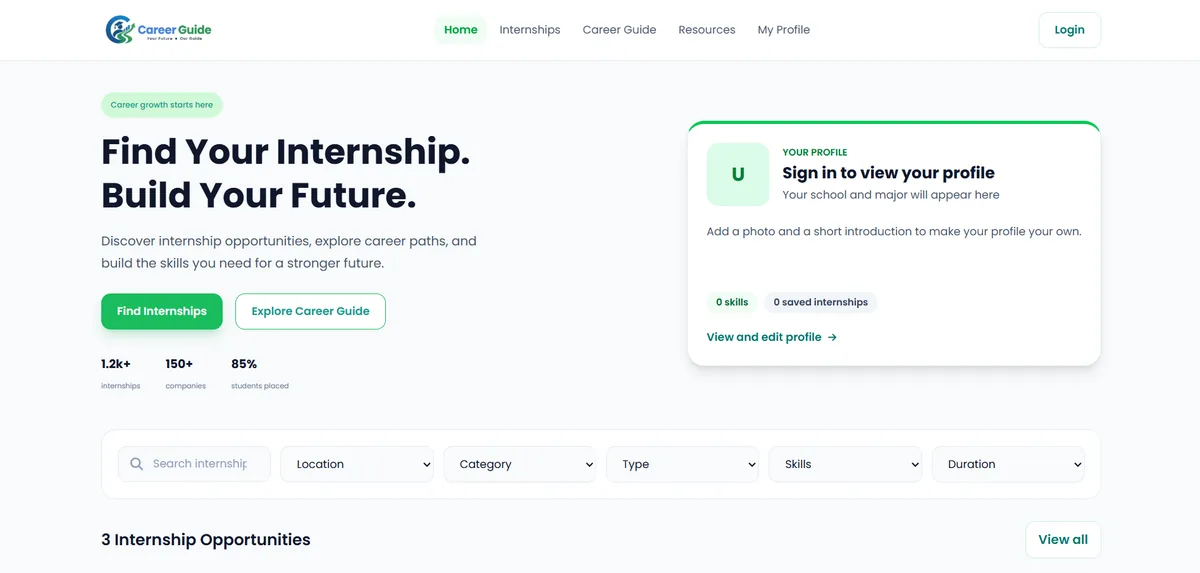 Career Guide
Your Future • Our Guide
Home
Internships
Career Guide
Resources
My Profile
Login
Career growth starts here
Find Your Internship.
Build Your Future.
Discover internship opportunities, explore career paths, and
build the skills you need for a stronger future.
Find Internships
Explore Career Guide
1.2k+
internships
150+
companies
85%
students placed
U
YOUR PROFILE
Sign in to view your profile
Your school and major will appear here
Add a photo and a short introduction to make your profile your own.
0 skills
0 saved internships
View and edit profile →
Search internship
Location
Category
Type
Skills
Duration
3 Internship Opportunities
View all